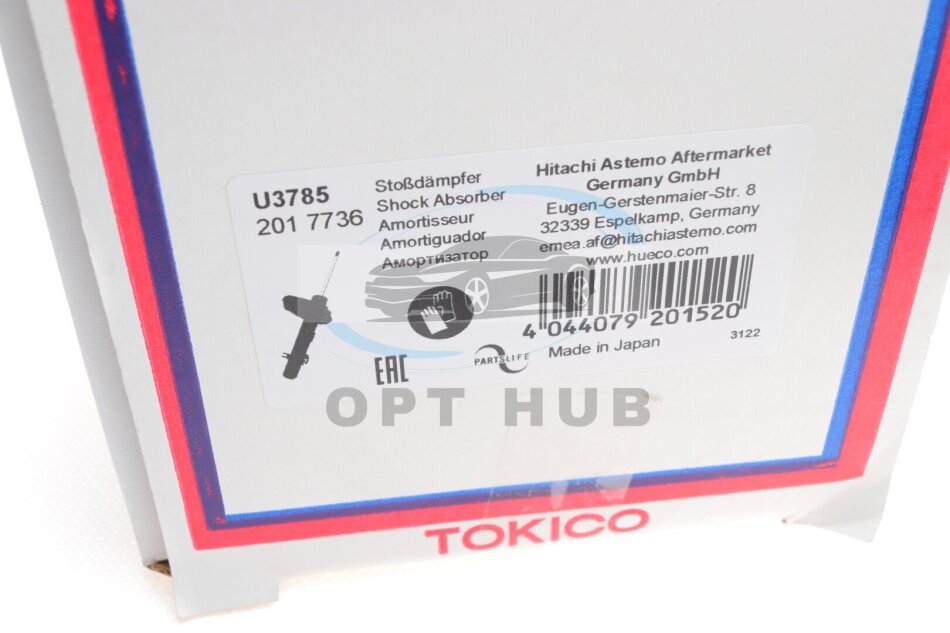 U3785
201 7736
Stoßdämpfer
Shock Absorber
Amortisseur
Amortiguador
Амортизатор
Hitachi Astemo Aftermarket
Germany GmbH
Eugen-Gerstenmaier-Str. 8
32339 Espelkamp, Germany
emea.af@hitachiastemo.com
www.hueco.com
4 044079 201520
Made in Japan
3122
EAC
PARTSLIFE
OPT HUB
TOKICO